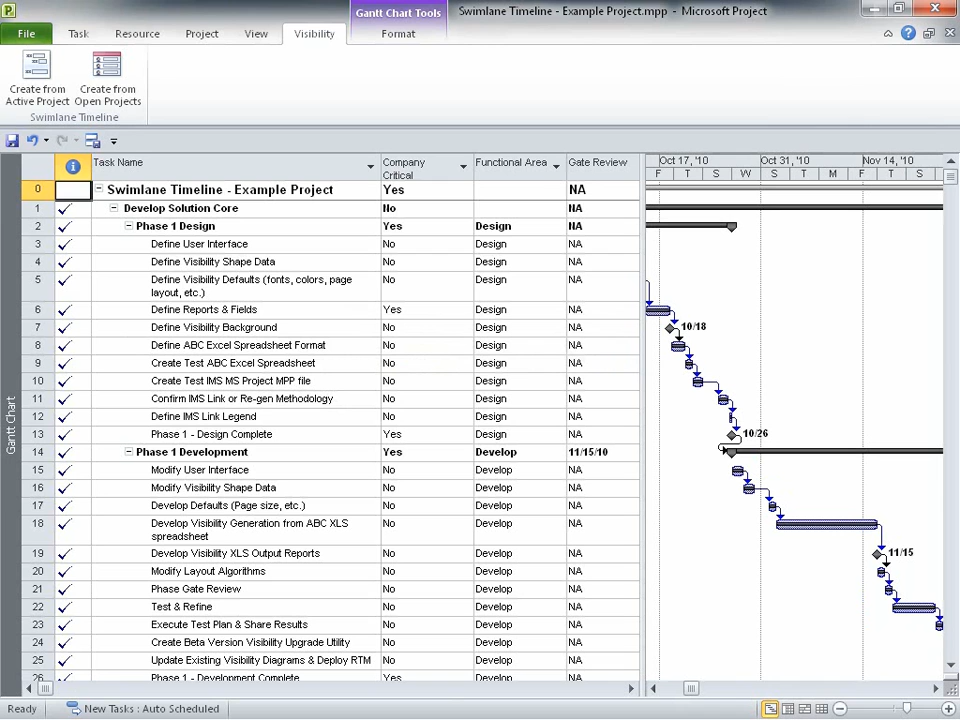 Gantt Chart Tools
Swimlane Timeline - Example Project.mpp - Microsoft Project
File Task Resource Project View Visibility Format
Create from Active Project
Create from Open Projects
Swimlane Timeline
Task Name Company Critical Functional Area Gate Review
Oct 17, '10 Oct 31, '10 Nov 14, '10
F T S W S T M F T S
0 Swimlane Timeline - Example Project Yes NA
1 Develop Solution Core No NA
2 Phase 1 Design Yes Design NA
3 Define User Interface No Design NA
4 Define Visibility Shape Data No Design NA
5 Define Visibility Defaults (fonts, colors, page layout, etc.) No Design NA
6 Define Reports & Fields Yes Design NA
7 Define Visibility Background No Design NA 10/18
8 Define ABC Excel Spreadsheet Format No Design NA
9 Create Test ABC Excel Spreadsheet No Design NA
10 Create Test IMS MS Project MPP file No Design NA
11 Confirm IMS Link or Re-gen Methodology No Design NA
12 Define IMS Link Legend No Design NA
13 Phase 1 - Design Complete Yes Design NA 10/26
14 Phase 1 Development Yes Develop 11/15/10
15 Modify User Interface No Develop NA
16 Modify Visibility Shape Data No Develop NA
17 Develop Defaults (Page size, etc.) No Develop NA
18 Develop Visibility Generation from ABC XLS spreadsheet No Develop NA
19 Develop Visibility XLS Output Reports No Develop NA 11/15
20 Modify Layout Algorithms No Develop NA
21 Phase Gate Review No Develop NA
22 Test & Refine No Develop NA
23 Execute Test Plan & Share Results No Develop NA
24 Create Beta Version Visibility Upgrade Utility No Develop NA
25 Update Existing Visibility Diagrams & Deploy RTM No Develop NA
26 Phase 1 - Development Complete Yes Develop NA
Gantt Chart
Ready New Tasks : Auto Scheduled